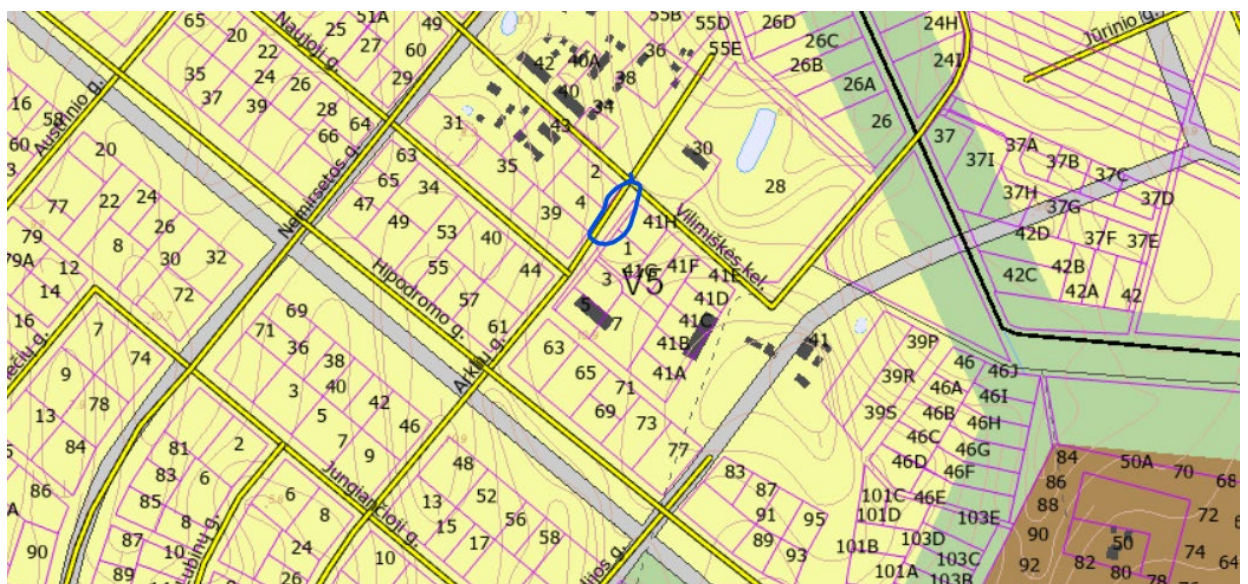 65
20
Naujoji g.
22
24
26
28
66
64
25
51A
27
49
60
29
35
37
39
16
58
60
3
Austrinio g.
20
77
22
24
79
8
26
30
32
79A
12
14
72
16
Nemirsetos g.
31
63
65
34
47
49
53
40
55
57
61
44
35
39
2
4
42
40A
40
43
34
38
36
55B
55D
55E
30
28
26D
26C
26B
26A
26
24H
24I
Jūrinio g.
37
37I
37A
37B
37C
37D
37H
37G
37F
37E
42D
42C
42B
42A
42
Vilimiškės kel.
41H
1
41G
41F
41E
3
V5
41D
5
7
41C
41B
41A
41
Hipodromo g.
Arklių g.
63
65
71
69
73
77
69
71
36
38
3
40
42
5
7
9
46
7
74
9
78
13
84
86
90
81
83
85
2
6
8
87
10
89
6
8
24
26
Jungiančioji g.
10
48
13
52
15
56
17
58
83
87
91
95
89
93
39P
39R
39S
46
46J
46A
46I
46B
46H
46C
46G
46D
46F
46E
101C
101D
103E
101B
103D
103C
101A
103B
84
50A
70
68
86
88
72
90
50
74
92
82
80
64